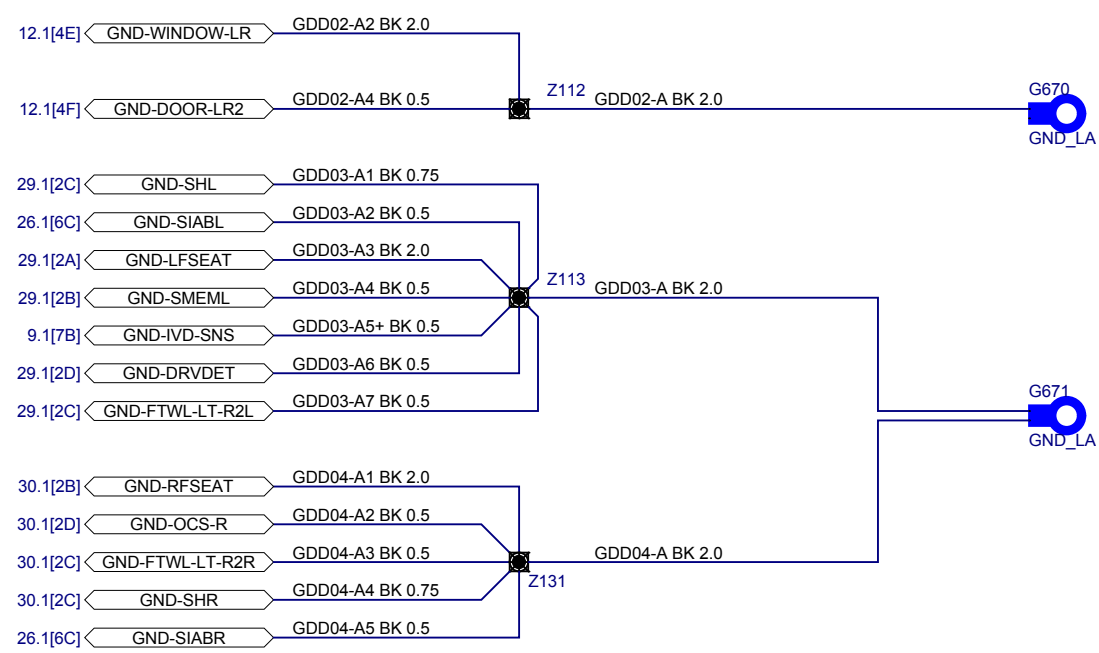 12.1[4E] GND-WINDOW-LR GDD02-A2 BK 2.0
12.1[4F] GND-DOOR-LR2 GDD02-A4 BK 0.5 Z112 GDD02-A BK 2.0 G670
GND_LA
29.1[2C] GND-SHL GDD03-A1 BK 0.75
26.1[6C] GND-SIABL GDD03-A2 BK 0.5
29.1[2A] GND-LFSEAT GDD03-A3 BK 2.0
29.1[2B] GND-SMEML GDD03-A4 BK 0.5 Z113 GDD03-A BK 2.0
9.1[7B] GND-IVD-SNS GDD03-A5+ BK 0.5
29.1[2D] GND-DRVDET GDD03-A6 BK 0.5
29.1[2C] GND-FTWL-LT-R2L GDD03-A7 BK 0.5 G671
GND_LA
30.1[2B] GND-RFSEAT GDD04-A1 BK 2.0
30.1[2D] GND-OCS-R GDD04-A2 BK 0.5
30.1[2C] GND-FTWL-LT-R2R GDD04-A3 BK 0.5 GDD04-A BK 2.0
Z131
30.1[2C] GND-SHR GDD04-A4 BK 0.75
26.1[6C] GND-SIABR GDD04-A5 BK 0.5